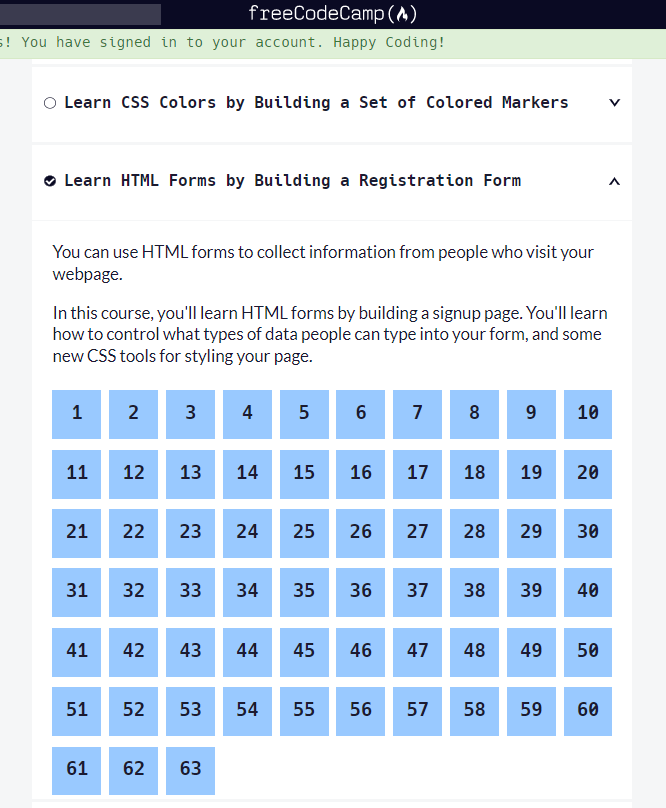 freeCodeCamp
s! You have signed in to your account. Happy Coding!
Learn CSS Colors by Building a Set of Colored Markers
Learn HTML Forms by Building a Registration Form
You can use HTML forms to collect information from people who visit your
webpage.
In this course, you'll learn HTML forms by building a signup page. You'll learn
how to control what types of data people can type into your form, and some
new CSS tools for styling your page.
1 2 3 4 5 6 7 8 9 10
11 12 13 14 15 16 17 18 19 20
21 22 23 24 25 26 27 28 29 30
31 32 33 34 35 36 37 38 39 40
41 42 43 44 45 46 47 48 49 50
51 52 53 54 55 56 57 58 59 60
61 62 63